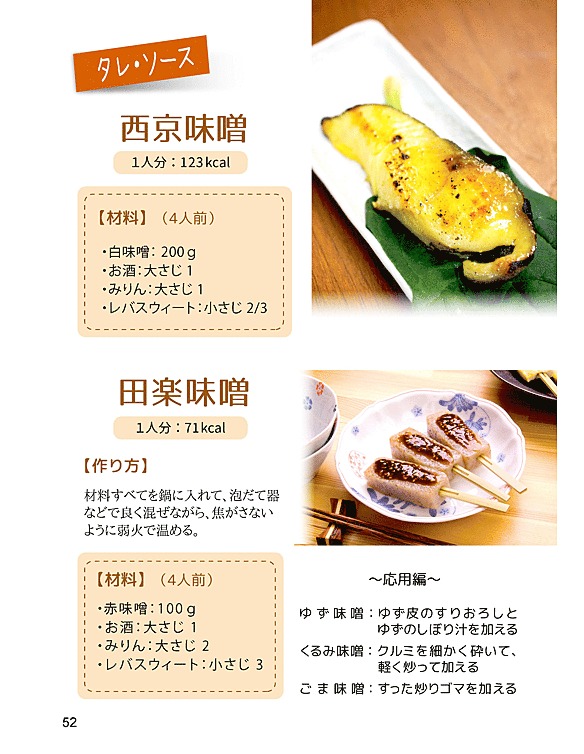 タレ・ソース
西京味噌
1人分：123kcal
【材料】（4人前）
・白味噌：200g
・お酒：大さじ1
・みりん：大さじ1
・レバスウィート：小さじ2/3
田楽味噌
1人分：71kcal
【作り方】
材料すべてを鍋に入れて、泡だて器
などで良く混ぜながら、焦がさない
ように弱火で温める。
【材料】（4人前）
・赤味噌：100g
・お酒：大さじ1
・みりん：大さじ2
・レバスウィート：小さじ3
～応用編～
ゆず味噌：ゆず皮のすりおろしと
ゆずのしぼり汁を加える
くるみ味噌：クルミを細かく砕いて、
軽く炒って加える
ごま味噌：すった炒りゴマを加える
52